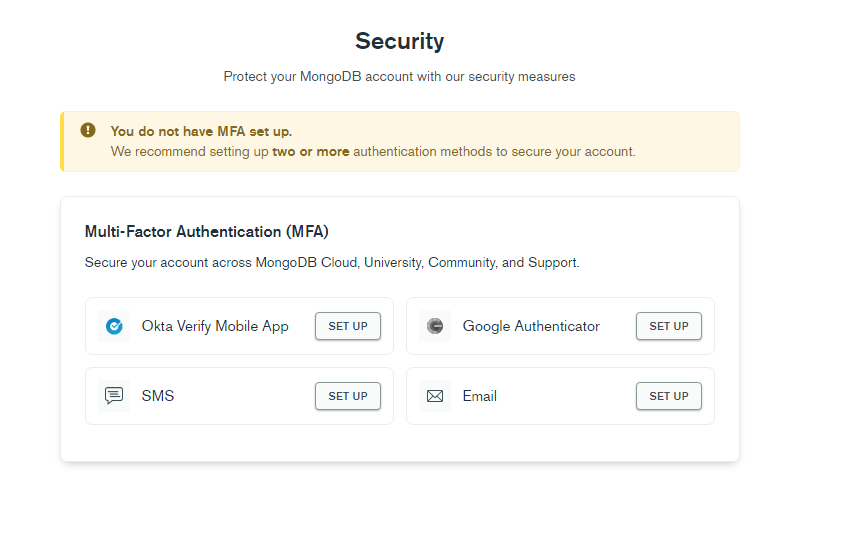 Security
Protect your MongoDB account with our security measures
You do not have MFA set up.
We recommend setting up two or more authentication methods to secure your account.
Multi-Factor Authentication (MFA)
Secure your account across MongoDB Cloud, University, Community, and Support.
Okta Verify Mobile App SET UP
Google Authenticator SET UP
SMS SET UP
Email SET UP